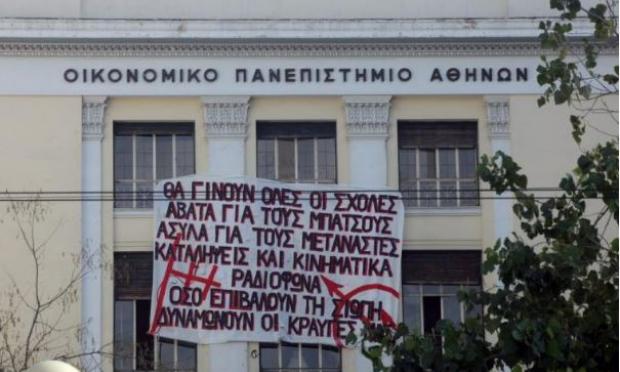 ΟΙΚΟΝΟΜΙΚΟ ΠΑΝΕΠΙΣΤΗΜΙΟ ΑΘΗΝΩΝ
ΘΑ ΓΙΝΟΥΝ ΟΛΕΣ ΟΙ ΣΧΟΛΕΣ
ΑΒΑΤΑ ΓΙΑ ΤΟΥΣ ΜΠΑΤΣΟΥΣ
ΑΣΥΛΑ ΓΙΑ ΤΟΥΣ ΜΕΤΑΝΑΣΤΕΣ
ΚΑΤΑΛΗΨΕΙΣ ΚΑΙ ΚΙΝΗΜΑΤΙΚΑ
ΡΑΔΙΟΦΩΝΑ
ΟΣΟ ΕΠΙΒΑΛΟΥΝ ΤΗ ΣΙΩΠΗ
ΔΥΝΑΜΩΝΟΥΝ ΟΙ ΚΡΑΥΓΕΣ